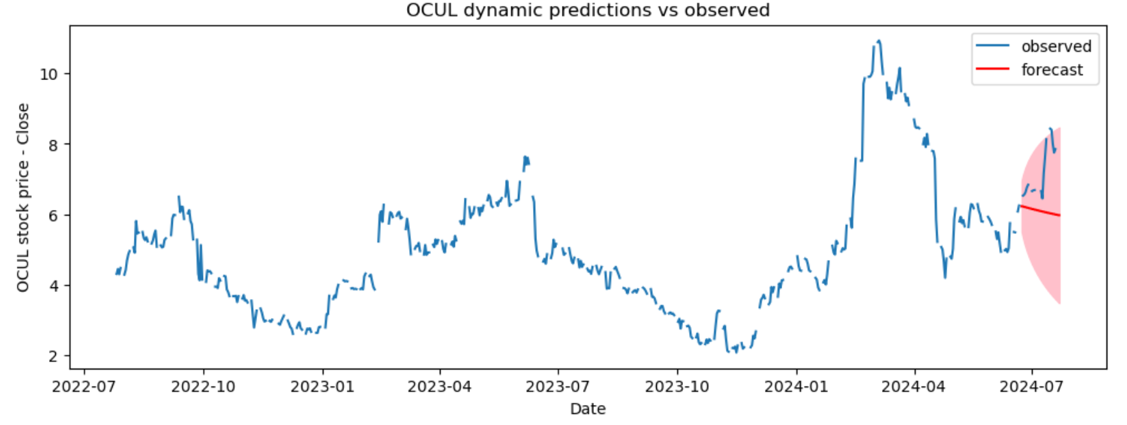 OCUL dynamic predictions vs observed
observed
forecast
OCUL stock price - Close
10
8
6
4
2
2022-07 2022-10 2023-01 2023-04 2023-07 2023-10 2024-01 2024-04 2024-07
Date